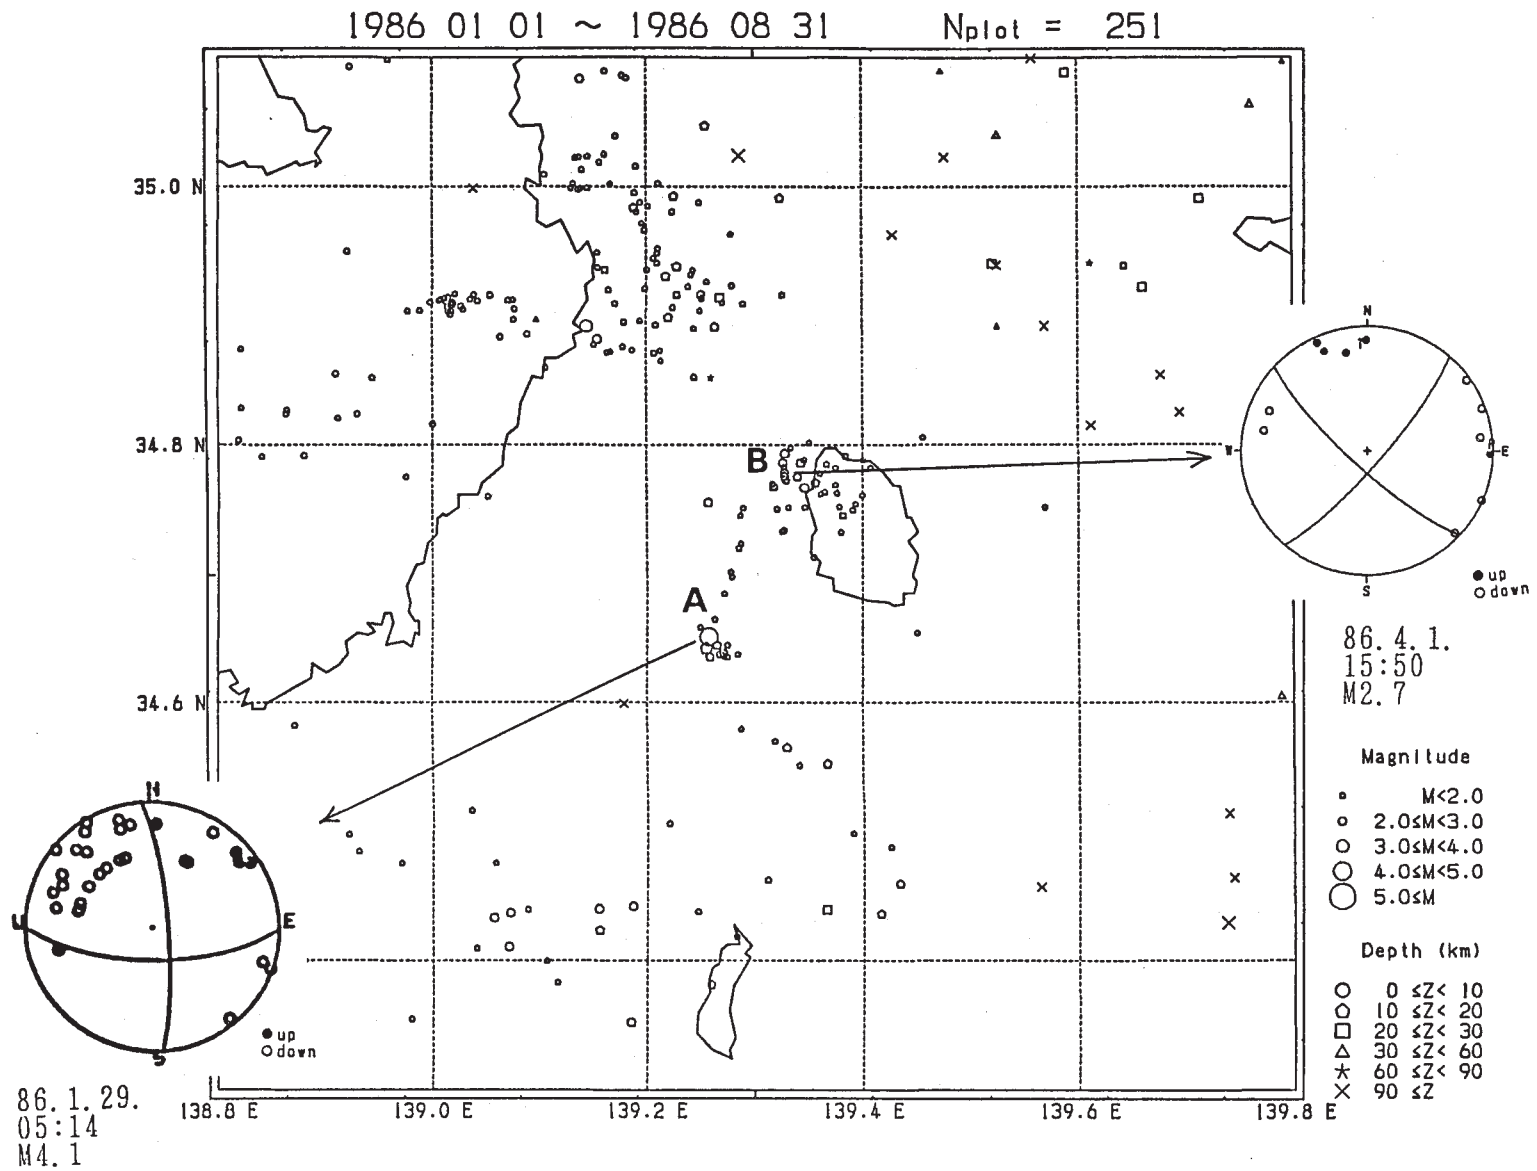 1986 01 01 ~ 1986 08 31 Nplot = 251
35.0 N
34.8 N
34.6 N
B
A
N
W
E
S
P
T
● up
○ down
86.4.1.
15:50
M2.7
Magnitude
M<2.0
2.0≤M<3.0
3.0≤M<4.0
4.0≤M<5.0
5.0≤M
Depth (km)
0 ≤Z< 10
10 ≤Z< 20
20 ≤Z< 30
30 ≤Z< 60
60 ≤Z< 90
90 ≤Z
N
W
E
S
● up
○ down
86.1.29.
05:14
M4.1
138.8 E
139.0 E
139.2 E
139.4 E
139.6 E
139.8 E